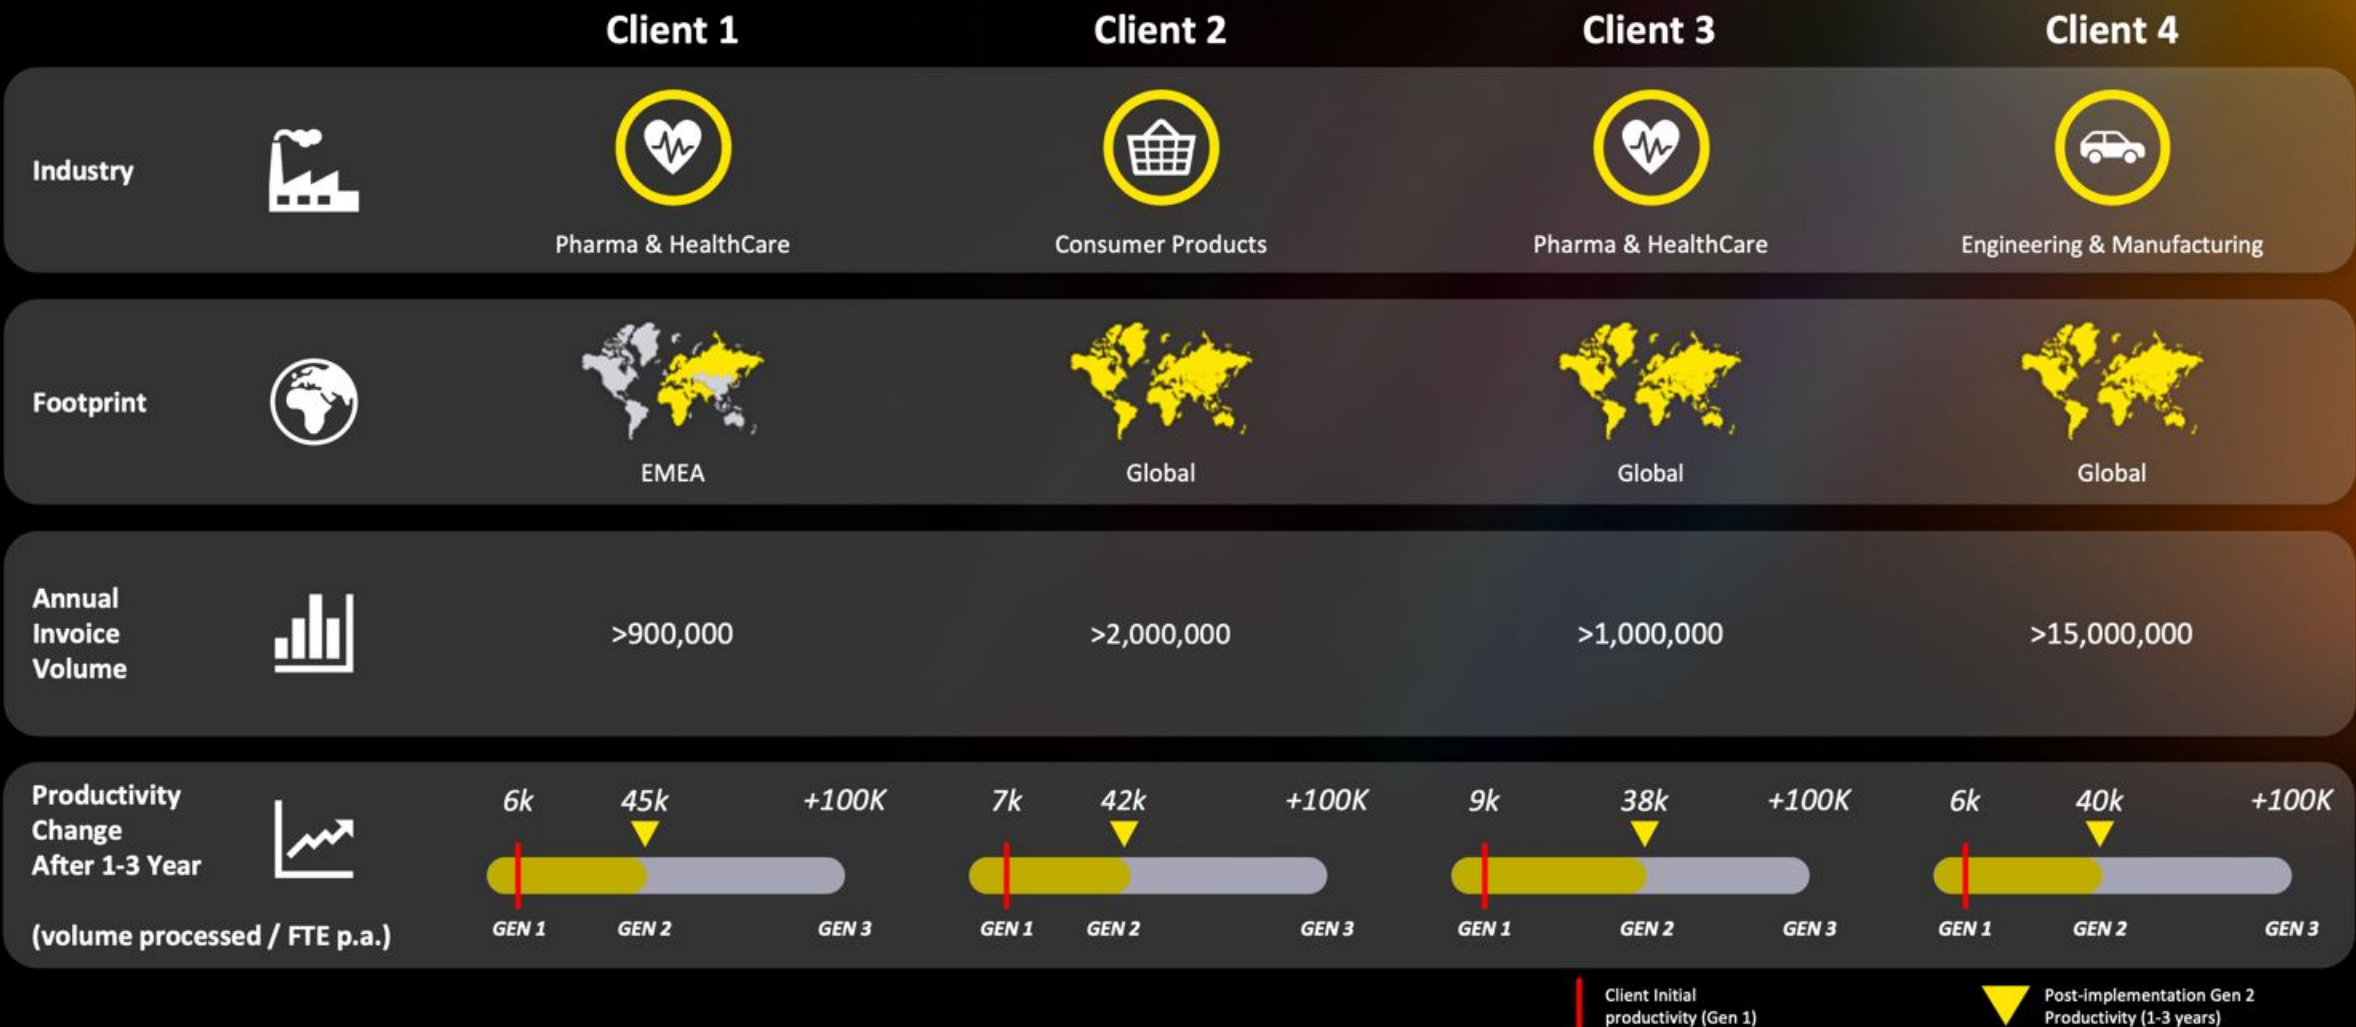 Client 1 Client 2 Client 3 Client 4
Industry
Pharma & HealthCare Consumer Products Pharma & HealthCare Engineering & Manufacturing
Footprint
EMEA Global Global Global
Annual
Invoice
Volume
>900,000 >2,000,000 >1,000,000 >15,000,000
Productivity
Change
After 1-3 Year
(volume processed / FTE p.a.)
6k 45k +100K 7k 42k +100K 9k 38k +100K 6k 40k +100K
GEN 1 GEN 2 GEN 3 GEN 1 GEN 2 GEN 3 GEN 1 GEN 2 GEN 3 GEN 1 GEN 2 GEN 3
Client Initial
productivity (Gen 1)
Post-implementation Gen 2
Productivity (1-3 years)